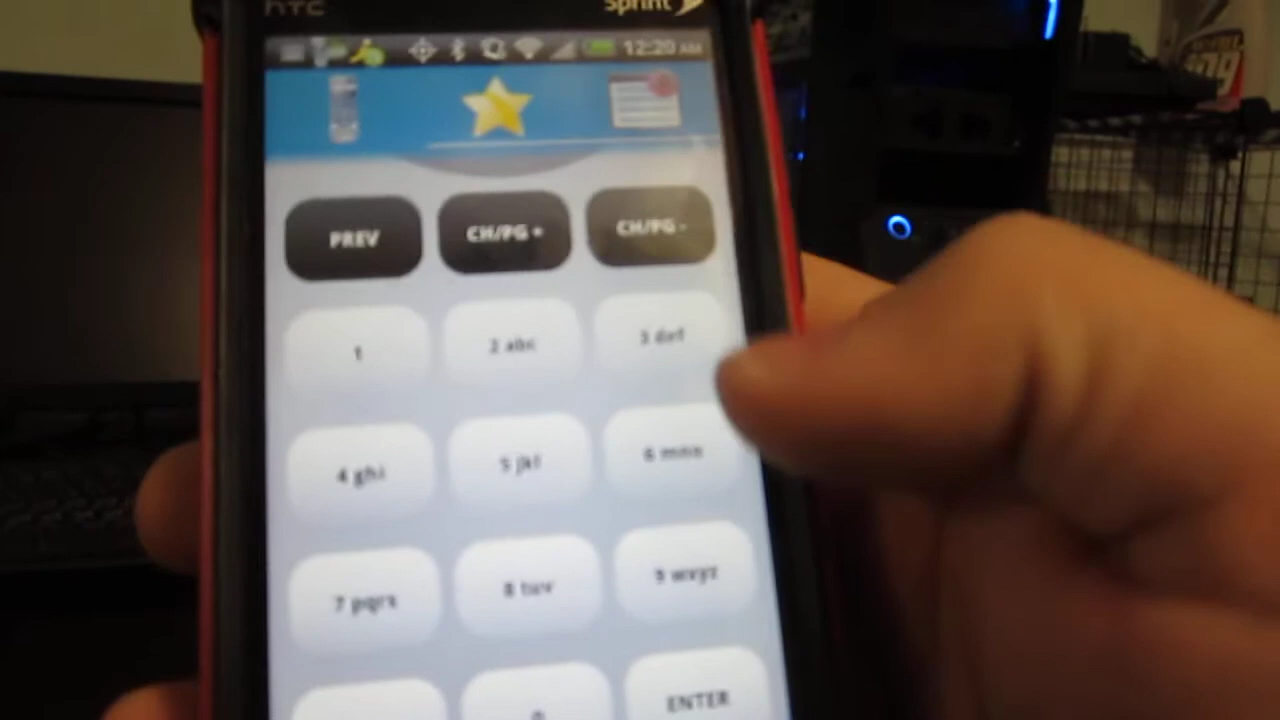 hTC Sprint
12:20 AM
PREV CH/PG + CH/PG -
1 2 abc 3 def
4 ghi 5 jkl 6 mno
7 pqrs 8 tuv 9 wxyz
0 ENTER